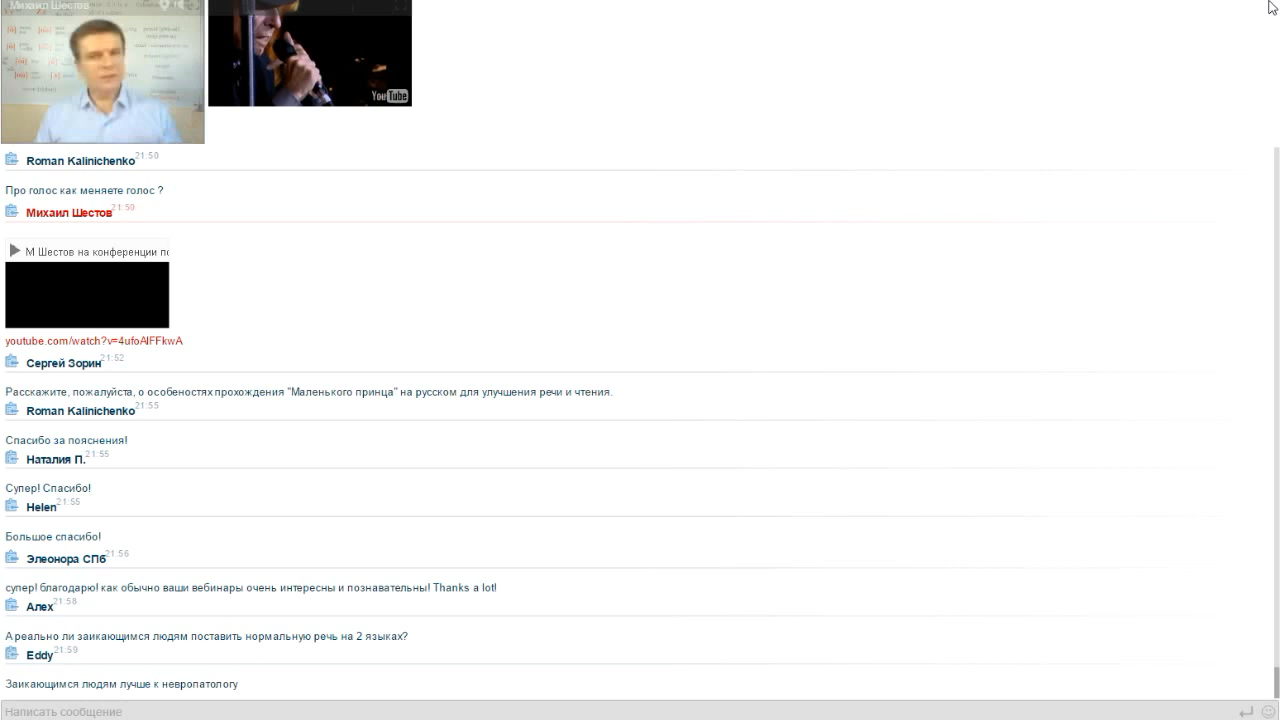 Михаил Шестов
YouTube
Roman Kalinichenko 21:50
Про голос как меняете голос ?
Михаил Шестов 21:50
М Шестов на конференции по
youtube.com/watch?v=4ufoAlFFkwA
Сергей Зорин 21:52
Расскажите, пожалуйста, о особеностях прохождения "Маленького принца" на русском для улучшения речи и чтения.
Roman Kalinichenko 21:55
Спасибо за пояснения!
Наталия П. 21:55
Супер! Спасибо!
Helen 21:55
Большое спасибо!
Элеонора СПб 21:56
супер! благодарю! как обычно ваши вебинары очень интересны и познавательны! Thanks a lot!
Алех 21:58
А реально ли заикающимся людям поставить нормальную речь на 2 языках?
Eddy 21:59
Заикающимся людям лучше к невропатологу
Написать сообщение